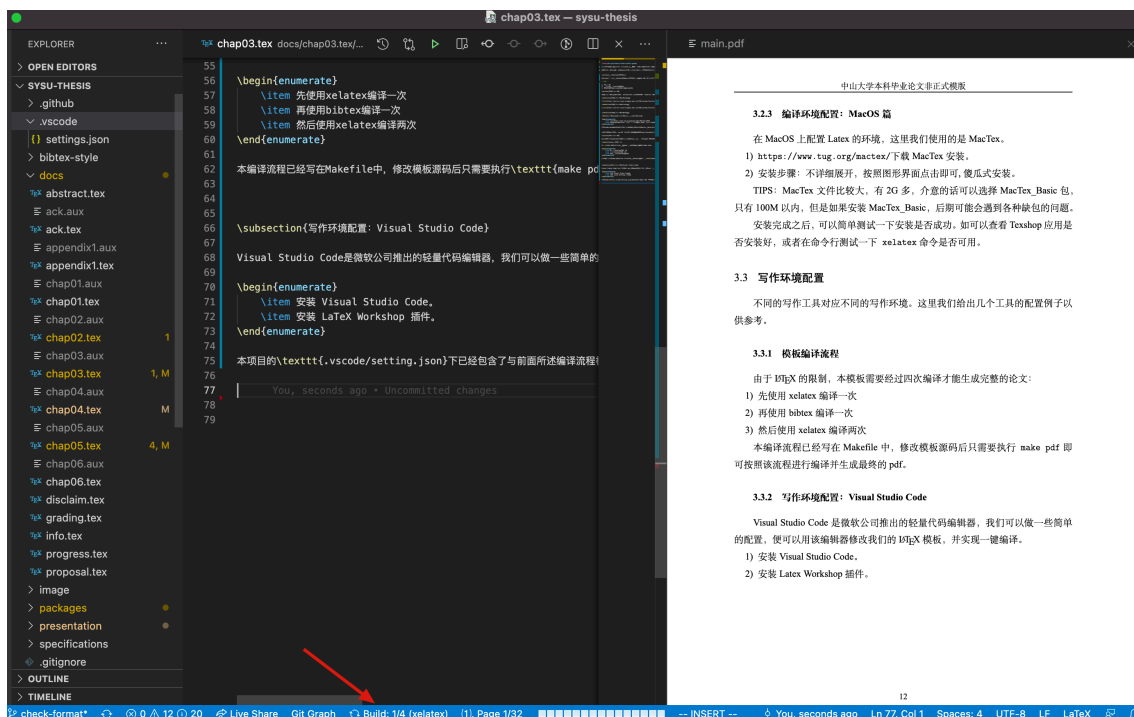 chap03.tex — sysu-thesis
EXPLORER
OPEN EDITORS
SYSU-THESIS
.github
.vscode
{} settings.json
bibtex-style
docs
abstract.tex
ack.aux
ack.tex
appendix1.aux
appendix1.tex
chap01.aux
chap01.tex
chap02.aux
chap02.tex 1
chap03.aux
chap03.tex 1, M
chap04.aux
chap04.tex M
chap05.aux
chap05.tex 4, M
chap06.aux
chap06.tex
disclaim.tex
grading.tex
info.tex
progress.tex
proposal.tex
image
packages
presentation
specifications
.gitignore
OUTLINE
TIMELINE
chap03.tex docs/chap03.tex/...
55
56 \begin{enumerate}
57 \item 先使用xelatex编译一次
58 \item 再使用bibtex编译一次
59 \item 然后使用xelatex编译两次
60 \end{enumerate}
61
62 本编译流程已经写在Makefile中，修改模板源码后只需要执行\texttt{make pd
63
64
65
66 \subsection{写作环境配置：Visual Studio Code}
67
68 Visual Studio Code是微软公司推出的轻量代码编辑器，我们可以做一些简单的
69
70 \begin{enumerate}
71 \item 安装 Visual Studio Code。
72 \item 安装 LaTeX Workshop 插件。
73 \end{enumerate}
74
75 本项目的\texttt{.vscode/setting.json}下已经包含了与前面所述编译流程
76
77 You, seconds ago • Uncommitted changes
78
79
main.pdf
中山大学本科毕业论文非正式模版
3.2.3 编译环境配置：MacOS 篇
在 MacOS 上配置 Latex 的环境，这里我们使用的是 MacTex。
1) https://www.tug.org/mactex/下载 MacTex 安装。
2) 安装步骤：不详细展开，按照图形界面点击即可,傻瓜式安装。
TIPS：MacTex 文件比较大，有 2G 多，介意的话可以选择 MacTex_Basic 包，
只有 100M 以内，但是如果安装 MacTex_Basic，后期可能会遇到各种缺包的问题。
安装完成之后，可以简单测试一下安装是否成功。如可以查看 Texshop 应用是
否安装好，或者在命令行测试一下 xelatex 命令是否可用。
3.3 写作环境配置
不同的写作工具对应不同的写作环境。这里我们给出几个工具的配置例子以
供参考。
3.3.1 模板编译流程
由于 LATEX 的限制，本模板需要经过四次编译才能生成完整的论文：
1) 先使用 xelatex 编译一次
2) 再使用 bibtex 编译一次
3) 然后使用 xelatex 编译两次
本编译流程已经写在 Makefile 中，修改模板源码后只需要执行 make pdf 即
可按照该流程进行编译并生成最终的 pdf。
3.3.2 写作环境配置：Visual Studio Code
Visual Studio Code 是微软公司推出的轻量代码编辑器，我们可以做一些简单
的配置，便可以用该编辑器修改我们的 LATEX 模板，并实现一键编译。
1) 安装 Visual Studio Code。
2) 安装 Latex Workshop 插件。
12
check-format* 0 12 20 Live Share Git Graph Build: 1/4 (xelatex) (1). Page 1/32 -- INSERT -- You, seconds ago Ln 77, Col 1 Spaces: 4 UTF-8 LF LaTeX